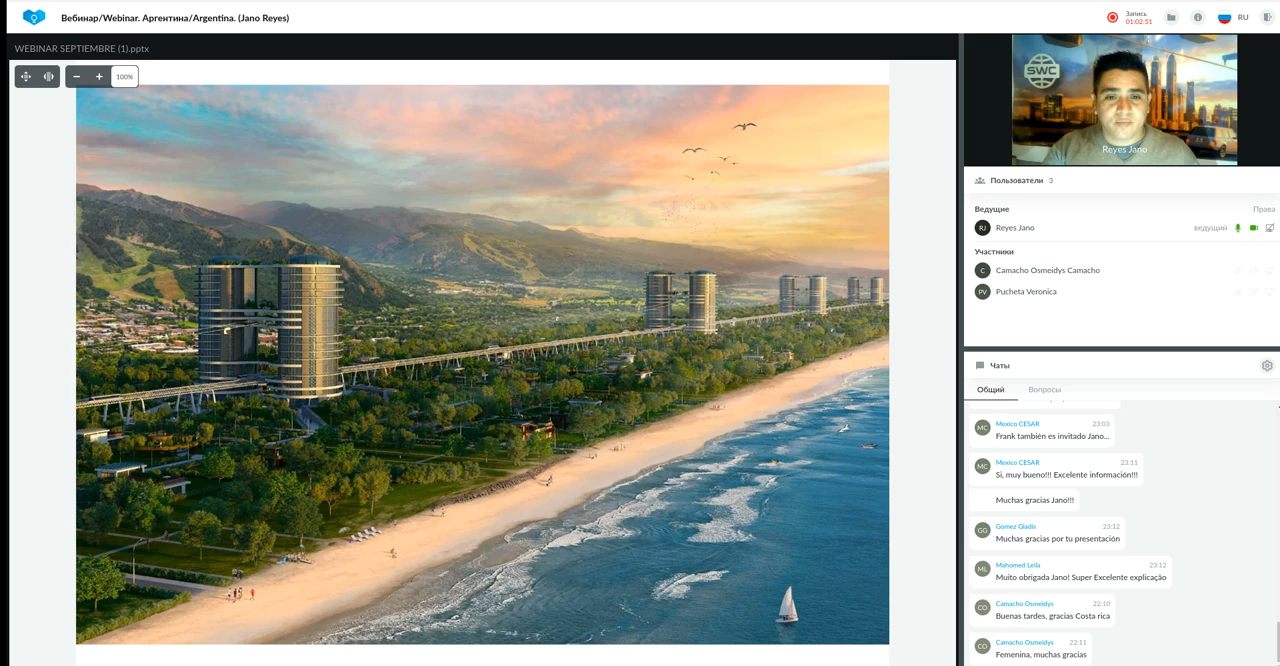 Вебинар/Webinar. Аргентина/Argentina. (Jano Reyes)
Запись
01:02:51
RU
WEBINAR SEPTIEMBRE (1).pptx
100%
SWC
Reyes Jano
Пользователи 3
Ведущие Права
RJ Reyes Jano ведущий
Участники
C Camacho Osmeidys Camacho
PV Pucheta Veronica
Чаты
Общий Вопросы
MC Mexico CESAR 23:03
Frank también es invitado Jano...
MC Mexico CESAR 23:11
Si, muy bueno!!! Excelente información!!!
Muchas gracias Jano!!!
GG Gomez Gladis 23:12
Muchas gracias por tu presentación
ML Mahomed Leila 23:12
Muito obrigada Jano! Super Excelente explicação
CO Camacho Osmeidys 22:10
Buenas tardes, gracias Costa rica
CO Camacho Osmeidys 22:11
Femenina, muchas gracias